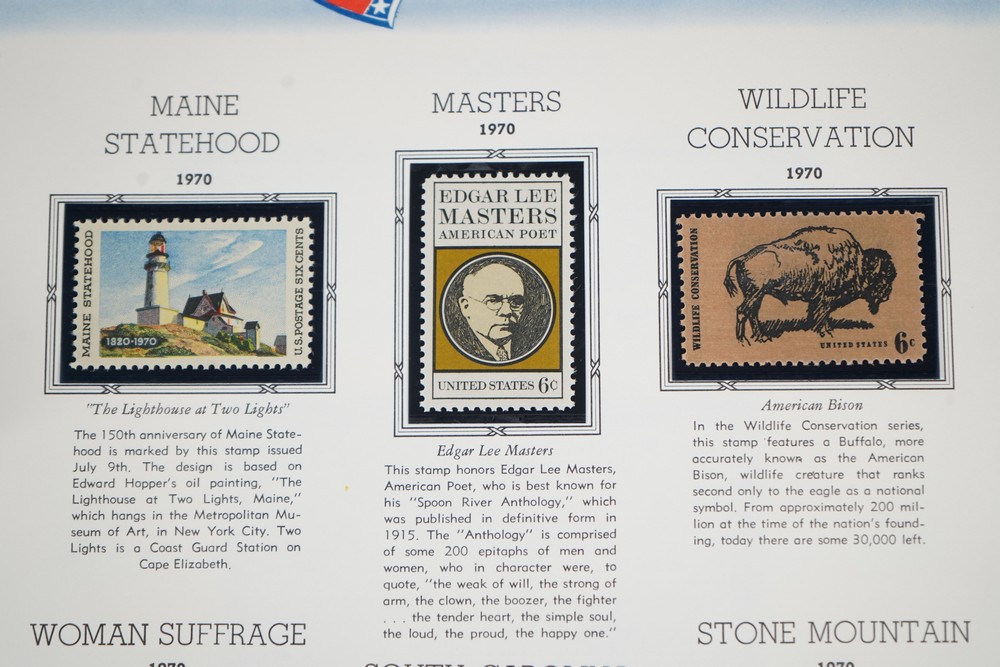 MAINE
STATEHOOD
1970
MAINE STATEHOOD
1820-1970
U.S. POSTAGE SIX CENTS
"The Lighthouse at Two Lights"
The 150th anniversary of Maine State-
hood is marked by this stamp issued
July 9th. The design is based on
Edward Hopper's oil painting, "The
Lighthouse at Two Lights, Maine,"
which hangs in the Metropolitan Mu-
seum of Art, in New York City. Two
Lights is a Coast Guard Station on
Cape Elizabeth.
MASTERS
1970
EDGAR LEE
MASTERS
AMERICAN POET
UNITED STATES 6c
Edgar Lee Masters
This stamp honors Edgar Lee Masters,
American Poet, who is best known for
his "Spoon River Anthology," which
was published in definitive form in
1915. The "Anthology" is comprised
of some 200 epitaphs of men and
women, who in character were, to
quote, "the weak of will, the strong of
arm, the clown, the boozer, the fighter
. . . the tender heart, the simple soul,
the loud, the proud, the happy one."
WILDLIFE
CONSERVATION
1970
WILDLIFE CONSERVATION
UNITED STATES 6c
American Bison
In the Wildlife Conservation series,
this stamp features a Buffalo, more
accurately known as the American
Bison, wildlife creature that ranks
second only to the eagle as a national
symbol. From approximately 200 mil-
lion at the time of the nation's found-
ing, today there are some 30,000 left.
WOMAN SUFFRAGE
1970
SOUTH CAROLINA
STONE MOUNTAIN
1970